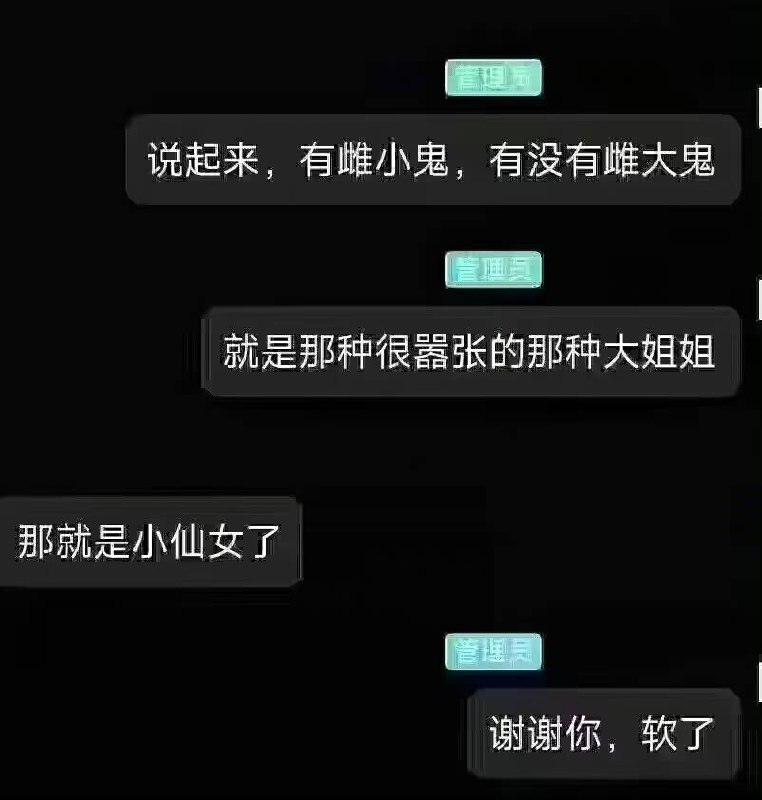 管理员
说起来，有雌小鬼，有没有雌大鬼
管理员
就是那种很嚣张的那种大姐姐
那就是小仙女了
管理员
谢谢你，软了